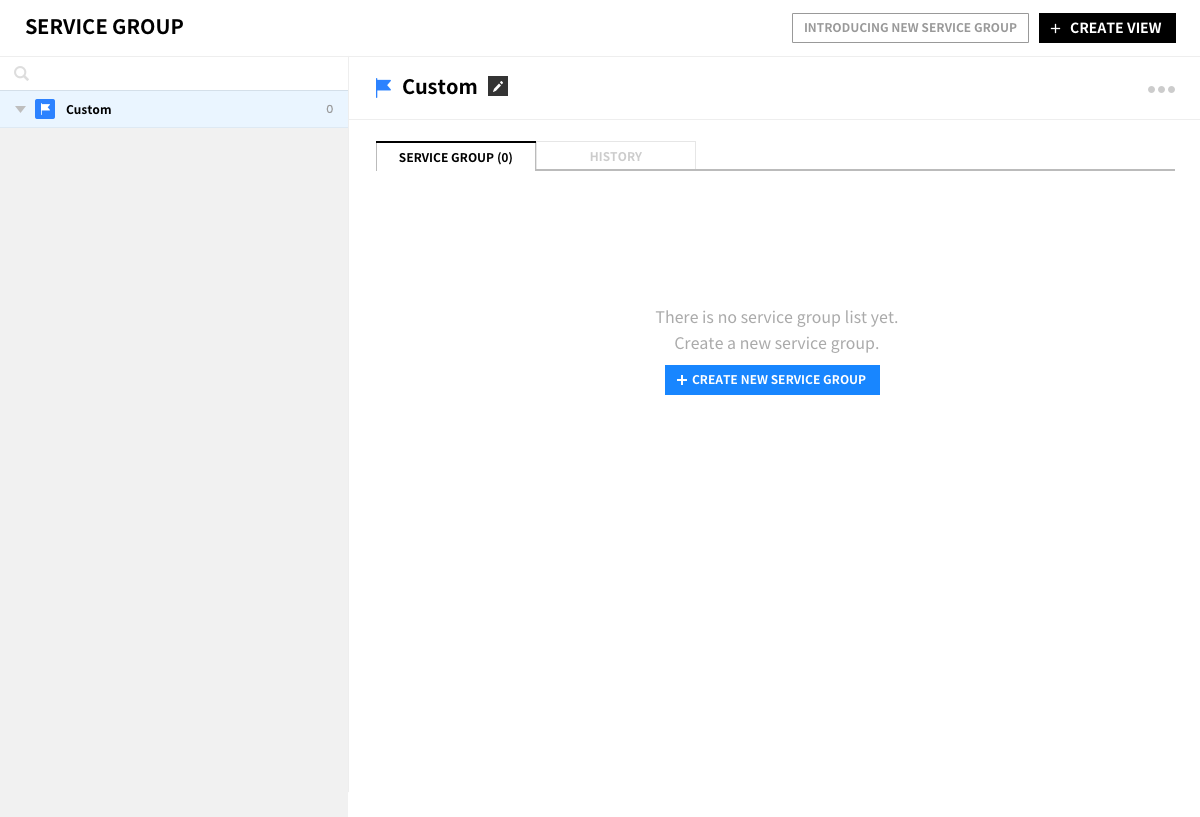 SERVICE GROUP
INTRODUCING NEW SERVICE GROUP
+ CREATE VIEW
Custom 0
Custom
SERVICE GROUP (0)
HISTORY
There is no service group list yet.
Create a new service group.
+ CREATE NEW SERVICE GROUP